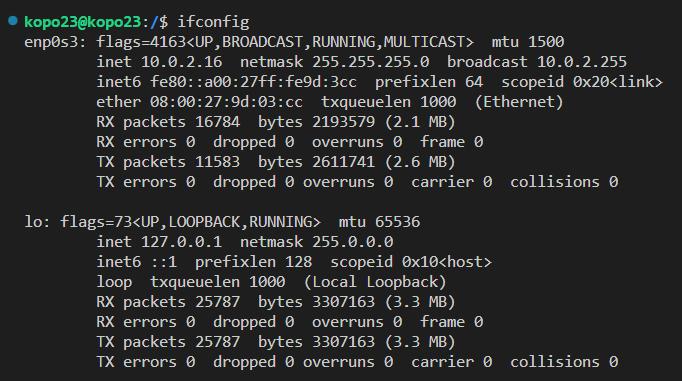 kopo23@kopo23:/$ ifconfig
enp0s3: flags=4163<UP,BROADCAST,RUNNING,MULTICAST>  mtu 1500
        inet 10.0.2.16  netmask 255.255.255.0  broadcast 10.0.2.255
        inet6 fe80::a00:27ff:fe9d:3cc  prefixlen 64  scopeid 0x20<link>
        ether 08:00:27:9d:03:cc  txqueuelen 1000  (Ethernet)
        RX packets 16784  bytes 2193579 (2.1 MB)
        RX errors 0  dropped 0  overruns 0  frame 0
        TX packets 11583  bytes 2611741 (2.6 MB)
        TX errors 0  dropped 0 overruns 0  carrier 0  collisions 0

lo: flags=73<UP,LOOPBACK,RUNNING>  mtu 65536
        inet 127.0.0.1  netmask 255.0.0.0
        inet6 ::1  prefixlen 128  scopeid 0x10<host>
        loop  txqueuelen 1000  (Local Loopback)
        RX packets 25787  bytes 3307163 (3.3 MB)
        RX errors 0  dropped 0  overruns 0  frame 0
        TX packets 25787  bytes 3307163 (3.3 MB)
        TX errors 0  dropped 0 overruns 0  carrier 0  collisions 0